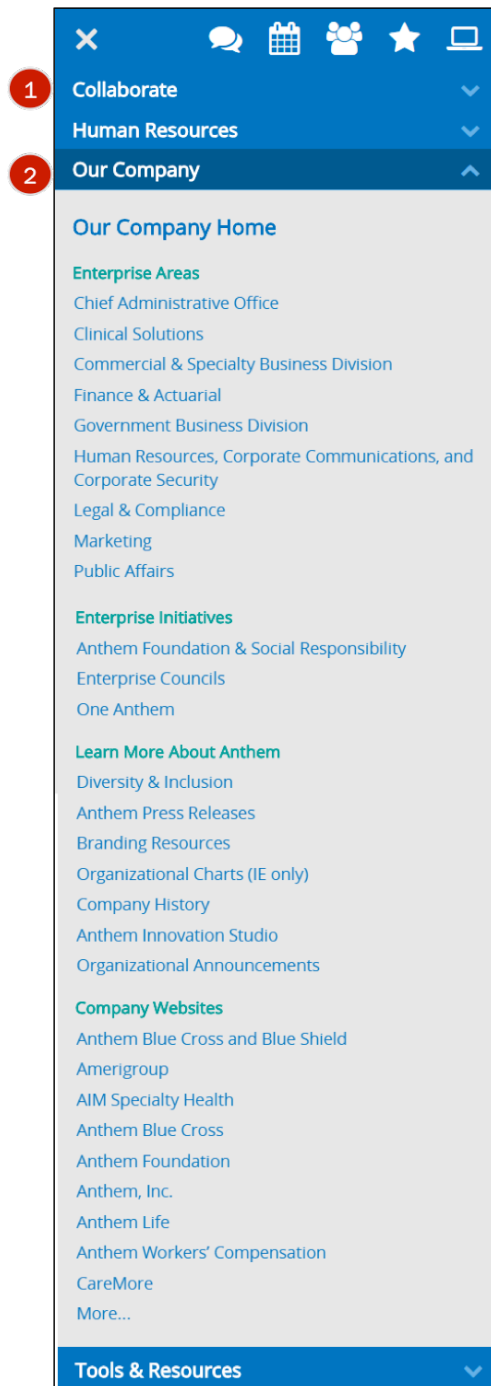 1
Collaborate
Human Resources
2
Our Company
Our Company Home
Enterprise Areas
Chief Administrative Office
Clinical Solutions
Commercial & Specialty Business Division
Finance & Actuarial
Government Business Division
Human Resources, Corporate Communications, and
Corporate Security
Legal & Compliance
Marketing
Public Affairs
Enterprise Initiatives
Anthem Foundation & Social Responsibility
Enterprise Councils
One Anthem
Learn More About Anthem
Diversity & Inclusion
Anthem Press Releases
Branding Resources
Organizational Charts (IE only)
Company History
Anthem Innovation Studio
Organizational Announcements
Company Websites
Anthem Blue Cross and Blue Shield
Amerigroup
AIM Specialty Health
Anthem Blue Cross
Anthem Foundation
Anthem, Inc.
Anthem Life
Anthem Workers' Compensation
CareMore
More...
Tools & Resources